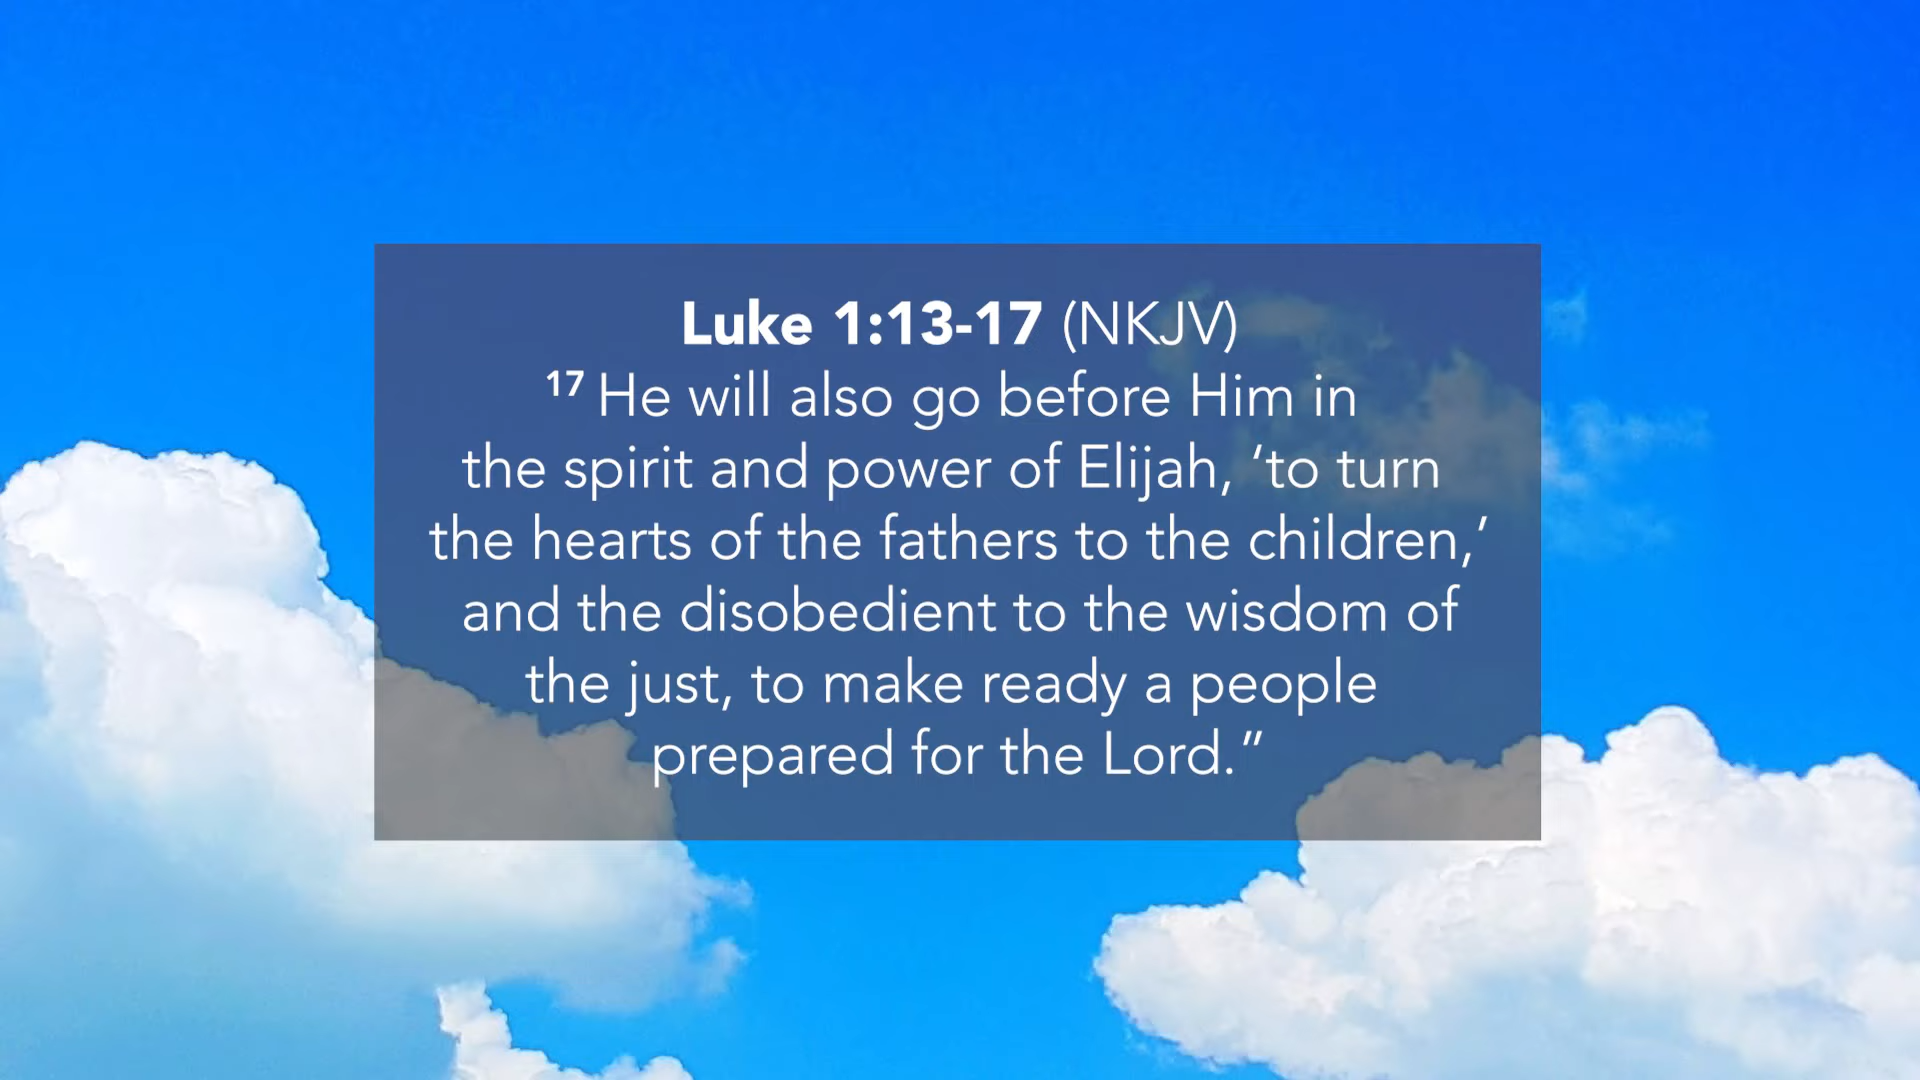 Luke 1:13-17 (NKJV)
17 He will also go before Him in
the spirit and power of Elijah, ‘to turn
the hearts of the fathers to the children,’
and the disobedient to the wisdom of
the just, to make ready a people
prepared for the Lord.”